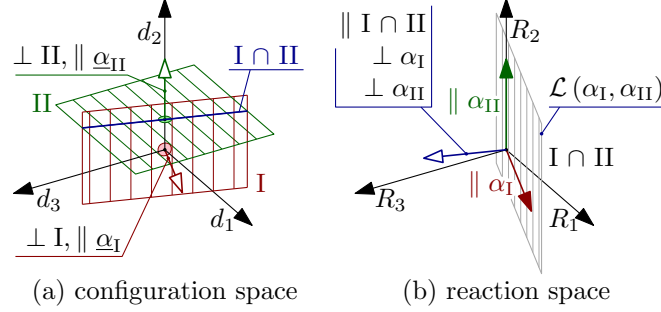 d₂
⊥ II, ∥ α_II
I ∩ II
II
I
d₃
d₁
⊥ I, ∥ α_I
(a) configuration space
∥ I ∩ II
⊥ α_I
⊥ α_II
R₂
∥ α_II
𝓛 (α_I, α_II)
I ∩ II
∥ α_I
R₃
R₁
(b) reaction space